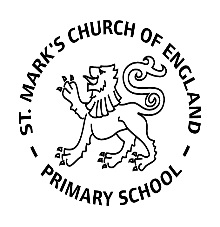 ST. MARK'S CHURCH OF ENGLAND
– PRIMARY SCHOOL –